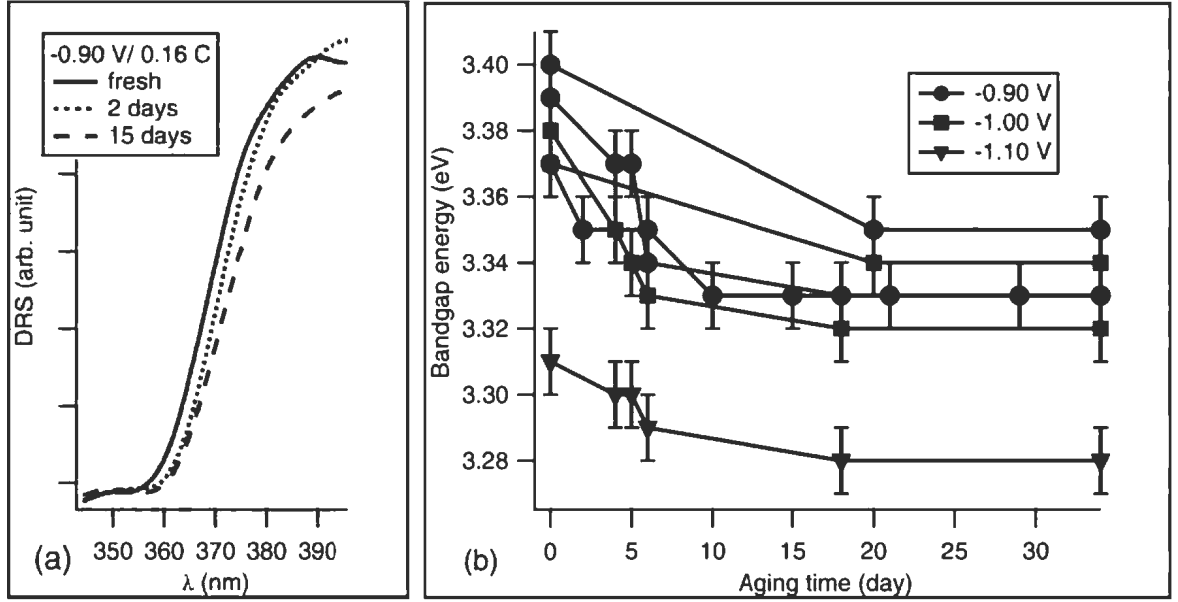 -0.90 V/ 0.16 C
fresh
2 days
15 days
DRS (arb. unit)
350 360 370 380 390
λ (nm)
(a)
-0.90 V
-1.00 V
-1.10 V
Bandgap energy (eV)
3.40
3.38
3.36
3.34
3.32
3.30
3.28
0 5 10 15 20 25 30
Aging time (day)
(b)